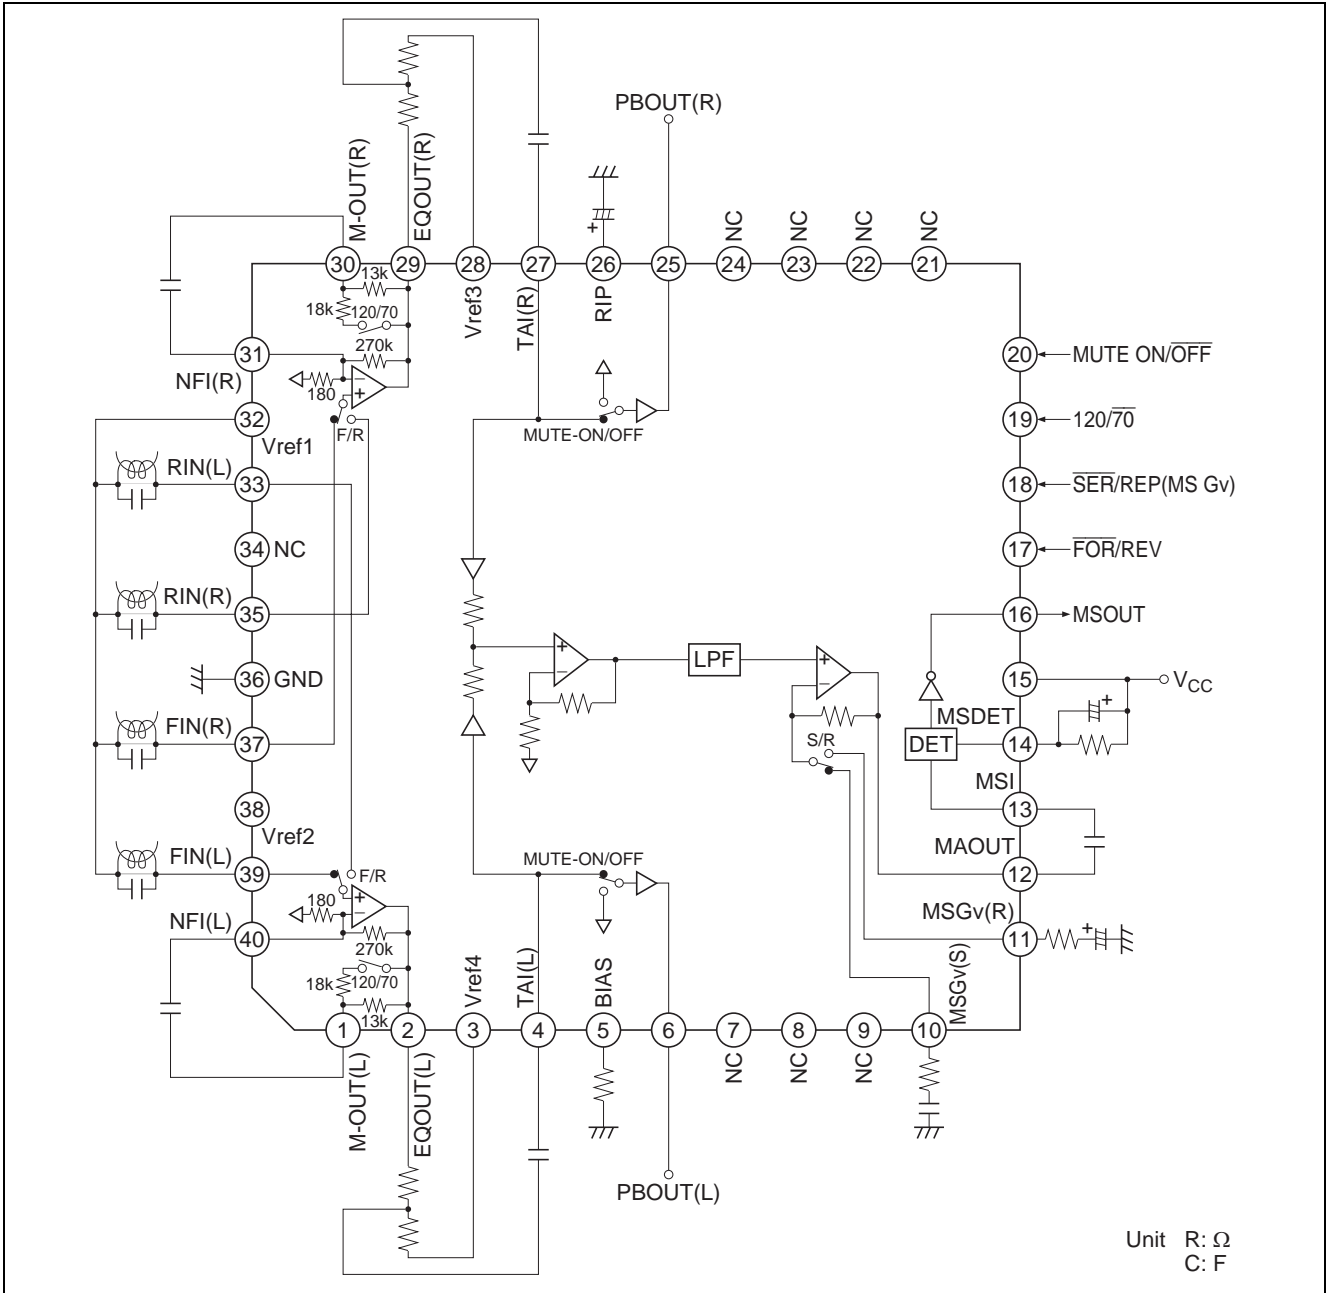 PBOUT(R)
M-OUT(R)
EQOUT(R)
+
NC
NC
NC
NC
30
29
28
27
26
25
24
23
22
21
13k
18k
120/70
Vref3
TAI(R)
RIP
270k
31
NFI(R)
180
−
+
20
MUTE ON/O̅F̅F̅
32
Vref1
F/R
MUTE-ON/OFF
19
120/7̅0̅
RIN(L)
33
18
S̅E̅R̅/REP(MS Gv)
34
NC
17
F̅O̅R̅/REV
RIN(R)
35
16
MSOUT
+
−
LPF
+
−
36
GND
15
VCC
+
MSDET
FIN(R)
37
S/R
DET
14
MSI
38
Vref2
13
MAOUT
FIN(L)
39
F/R
MUTE-ON/OFF
12
180
+
−
MSGv(R)
NFI(L)
40
270k
11
+
18k
120/70
Vref4
TAI(L)
BIAS
MSGv(S)
13k
1
2
3
4
5
6
7
8
9
10
M-OUT(L)
EQOUT(L)
NC
NC
NC
PBOUT(L)
Unit R: Ω
C: F